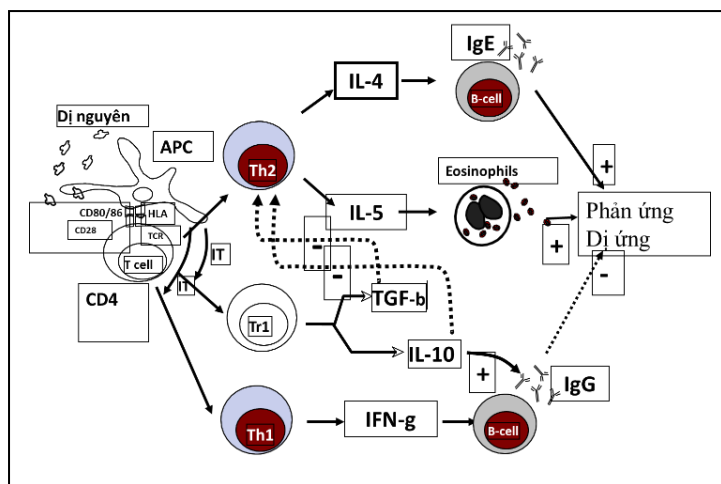 IgE
IL-4
B-cell
Dị nguyên
APC
Th2
Eosinophils
+
CD80/86
HLA
CD28
TCR
IL-5
Phản ứng
Dị ứng
T cell
IT
-
+
IT
-
-
CD4
TGF-b
Tr1
IL-10
+
IgG
Th1
IFN-g
B-cell